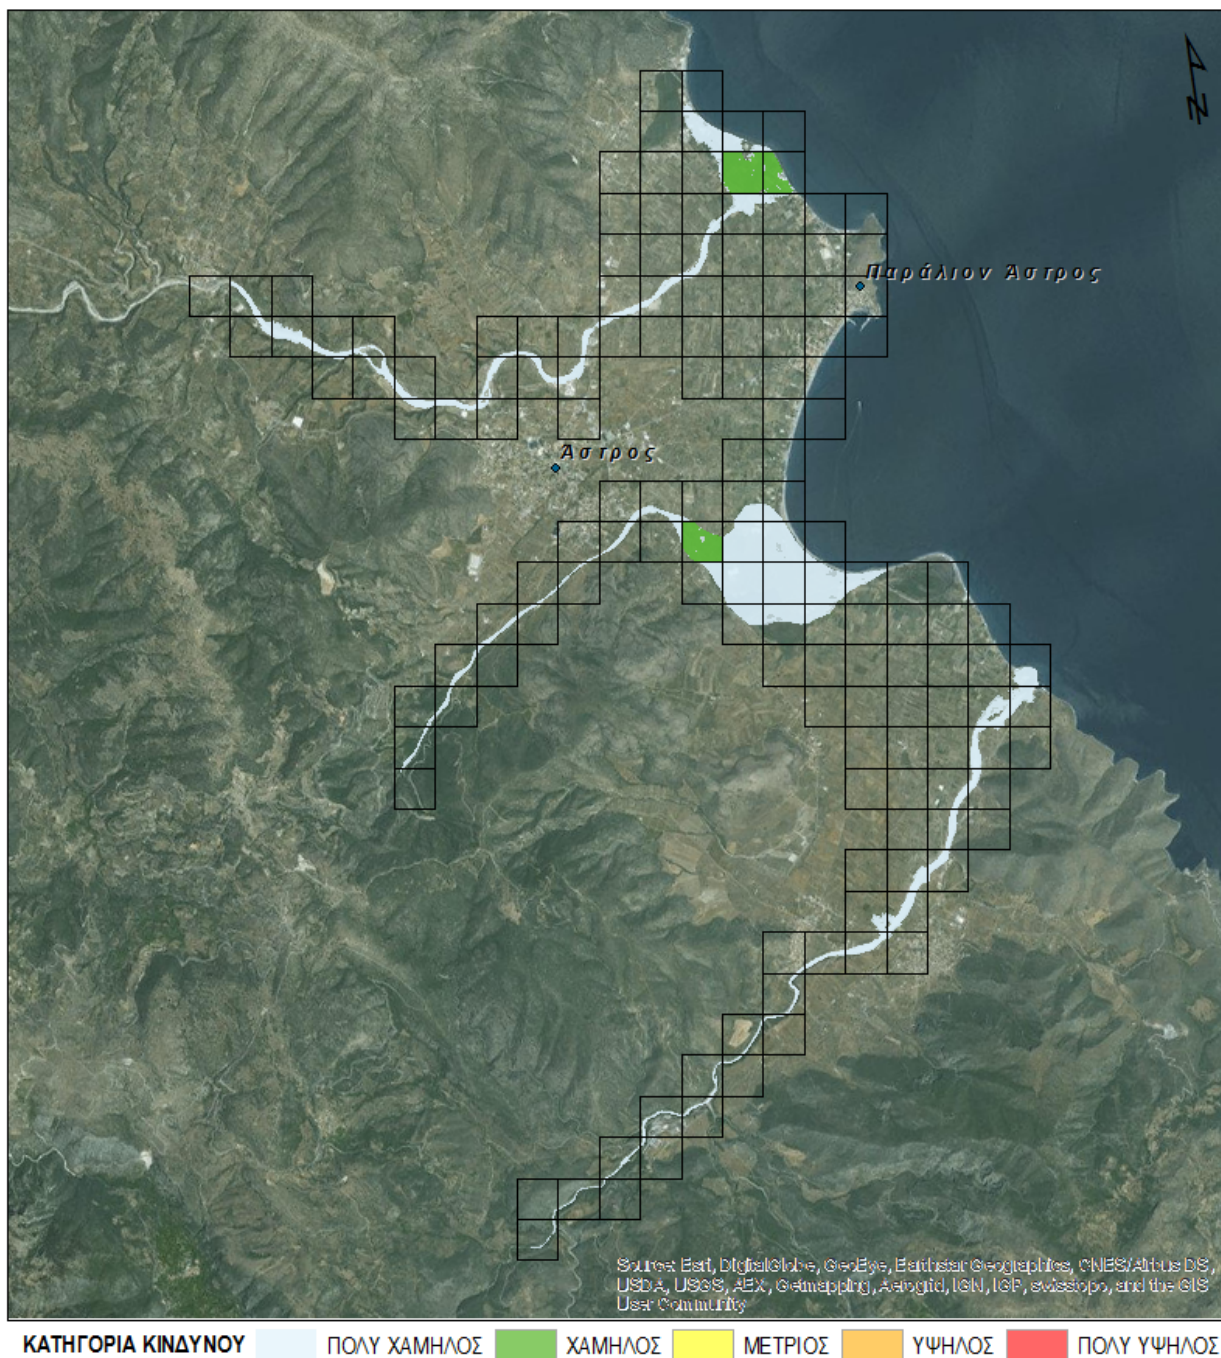 Παράλιον Άστρος
Άστρος
Source: Esri, DigitalGlobe, GeoEye, Earthstar Geographics, CNES/Airbus DS,
USDA, USGS, AEX, Getmapping, Aerogrid, IGN, IGP, swisstopo, and the GIS
User Community
ΚΑΤΗΓΟΡΙΑ ΚΙΝΔΥΝΟΥ ΠΟΛΥ ΧΑΜΗΛΟΣ ΧΑΜΗΛΟΣ ΜΕΤΡΙΟΣ ΥΨΗΛΟΣ ΠΟΛΥ ΥΨΗΛΟΣ